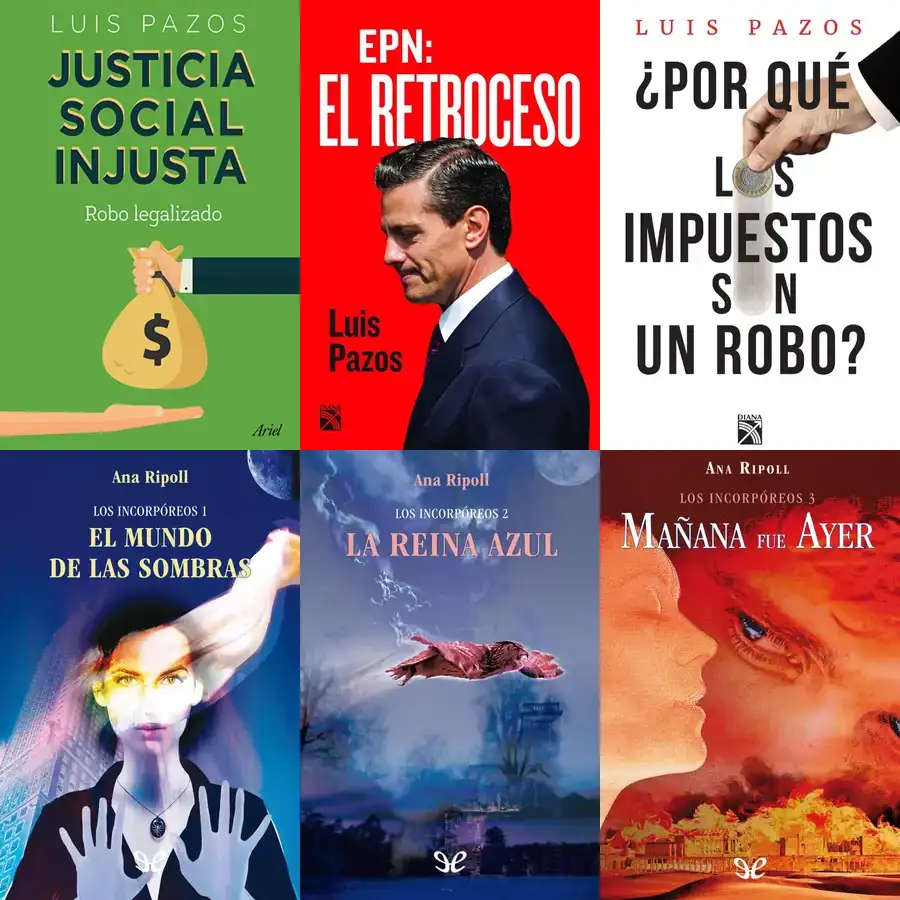 LUIS PAZOS
JUSTICIA
SOCIAL
INJUSTA
Robo legalizado
$
Ariel
EPN:
EL RETROCESO
Luis
Pazos
DIANA
LUIS PAZOS
¿POR QUÉ
LOS
IMPUESTOS
SON
UN ROBO?
DIANA
Ana Ripoll
LOS INCORPÓREOS 1
EL MUNDO
DE LAS SOMBRAS
Ana Ripoll
LOS INCORPÓREOS 2
LA REINA AZUL
ANA RIPOLL
LOS INCORPÓREOS 3
MAÑANA FUE AYER